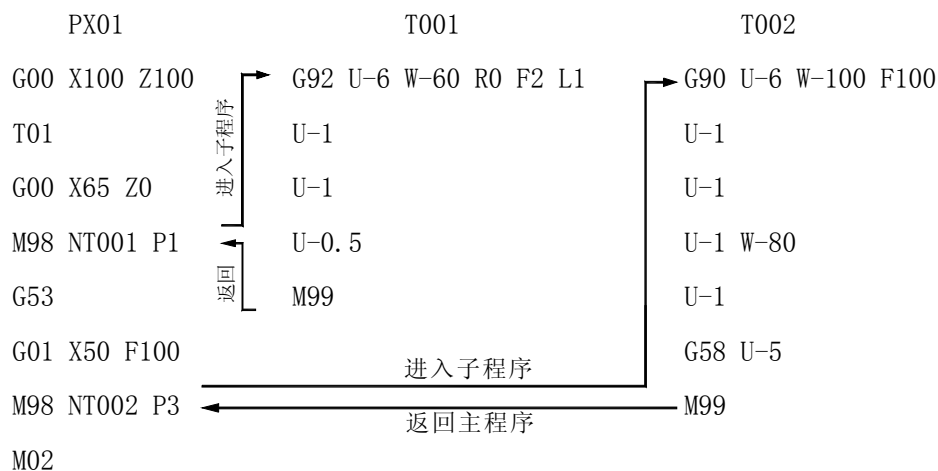 PX01 T001 T002
G00 X100 Z100 G92 U-6 W-60 R0 F2 L1 G90 U-6 W-100 F100
T01 U-1 U-1
进入子程序
G00 X65 Z0 U-1 U-1
M98 NT001 P1 U-0.5 U-1 W-80
返回
G53 M99 U-1
G01 X50 F100 G58 U-5
进入子程序
M98 NT002 P3 M99
返回主程序
M02